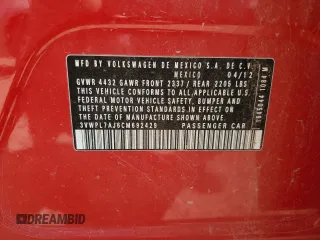 MFD BY VOLKSWAGEN DE MEXICO S.A. DE C.V
MEXICO 04/12
GVWR 4432 GAWR FRONT 2337/ REAR 2205 LBS
THIS VEHICLE CONFORMS TO ALL APPLICABLE U.S.
FEDERAL MOTOR VEHICLE SAFETY, BUMPER AND
THEFT PREVENTION STANDARDS IN EFFECT ON
THE DATE OF MANUFACTURE SHOWN ABOVE.
3VWPL7AJ6CM692429 PASSENGER CAR
DREAMBID